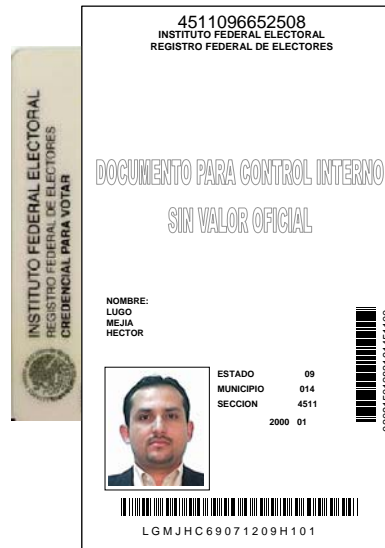 4511096652508
INSTITUTO FEDERAL ELECTORAL
REGISTRO FEDERAL DE ELECTORES
INSTITUTO FEDERAL ELECTORAL
REGISTRO FEDERAL DE ELECTORES
CREDENCIAL PARA VOTAR
DOCUMENTO PARA CONTROL INTERNO
SIN VALOR OFICIAL
NOMBRE:
LUGO
MEJIA
HECTOR
ESTADO 09
MUNICIPIO 014
SECCION 4511
2000 01
LGMJHC69071209H101